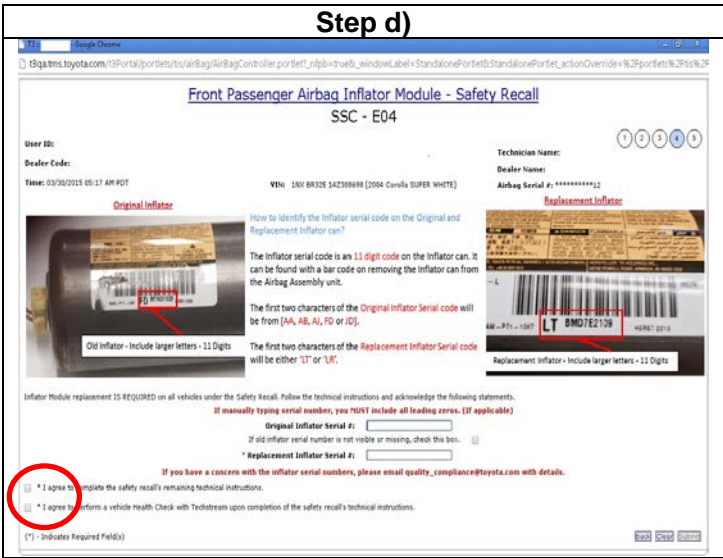 Step d)
- Google Chrome
t3qa.tms.toyota.com/t3Portal/portlets/tis/airBag/AirBagController.portlet?_nfpb=true&_windowLabel=StandalonePortlet&StandalonePortlet_actionOverride=%2Fportlets%2Ftis%2F
Front Passenger Airbag Inflator Module - Safety Recall
SSC - E04
1 2 3 4 5
User ID:
Technician Name:
Dealer Code:
Dealer Name:
Time: 03/30/2015 05:17 AM PDT
VIN: 1NX BR32E 14Z308698 [2004 Corolla SUPER WHITE]
Airbag Serial #: **********12
Original Inflator
Replacement Inflator
How to identify the Inflator serial code on the Original and
Replacement Inflator can?
The Inflator serial code is an 11 digit code on the Inflator can. It
can be found with a bar code on removing the Inflator can from
the Airbag Assembly unit.
The first two characters of the Original Inflator Serial code will
be from [AA, AB, AJ, FD or JD].
The first two characters of the Replacement Inflator Serial code
will be either 'LT' or 'LR'.
FD
Old Inflator - Include larger letters - 11 Digits
DANGER
LT 8MD7E2109
Replacement Inflator - Include larger letters - 11 Digits
Inflator Module replacement IS REQUIRED on all vehicles under the Safety Recall. Follow the technical instructions and acknowledge the following statements.
If manually typing serial number, you MUST include all leading zeros. (If applicable)
Original Inflator Serial #:
If old inflator serial number is not visible or missing, check this box.
* Replacement Inflator Serial #:
If you have a concern with the inflator serial numbers, please email quality_compliance@toyota.com with details.
* I agree to complete the safety recall's remaining technical instructions.
* I agree to perform a vehicle Health Check with Techstream upon completion of the safety recall's technical instructions.
(*) - Indicates Required Field(s)
back Clear Submit